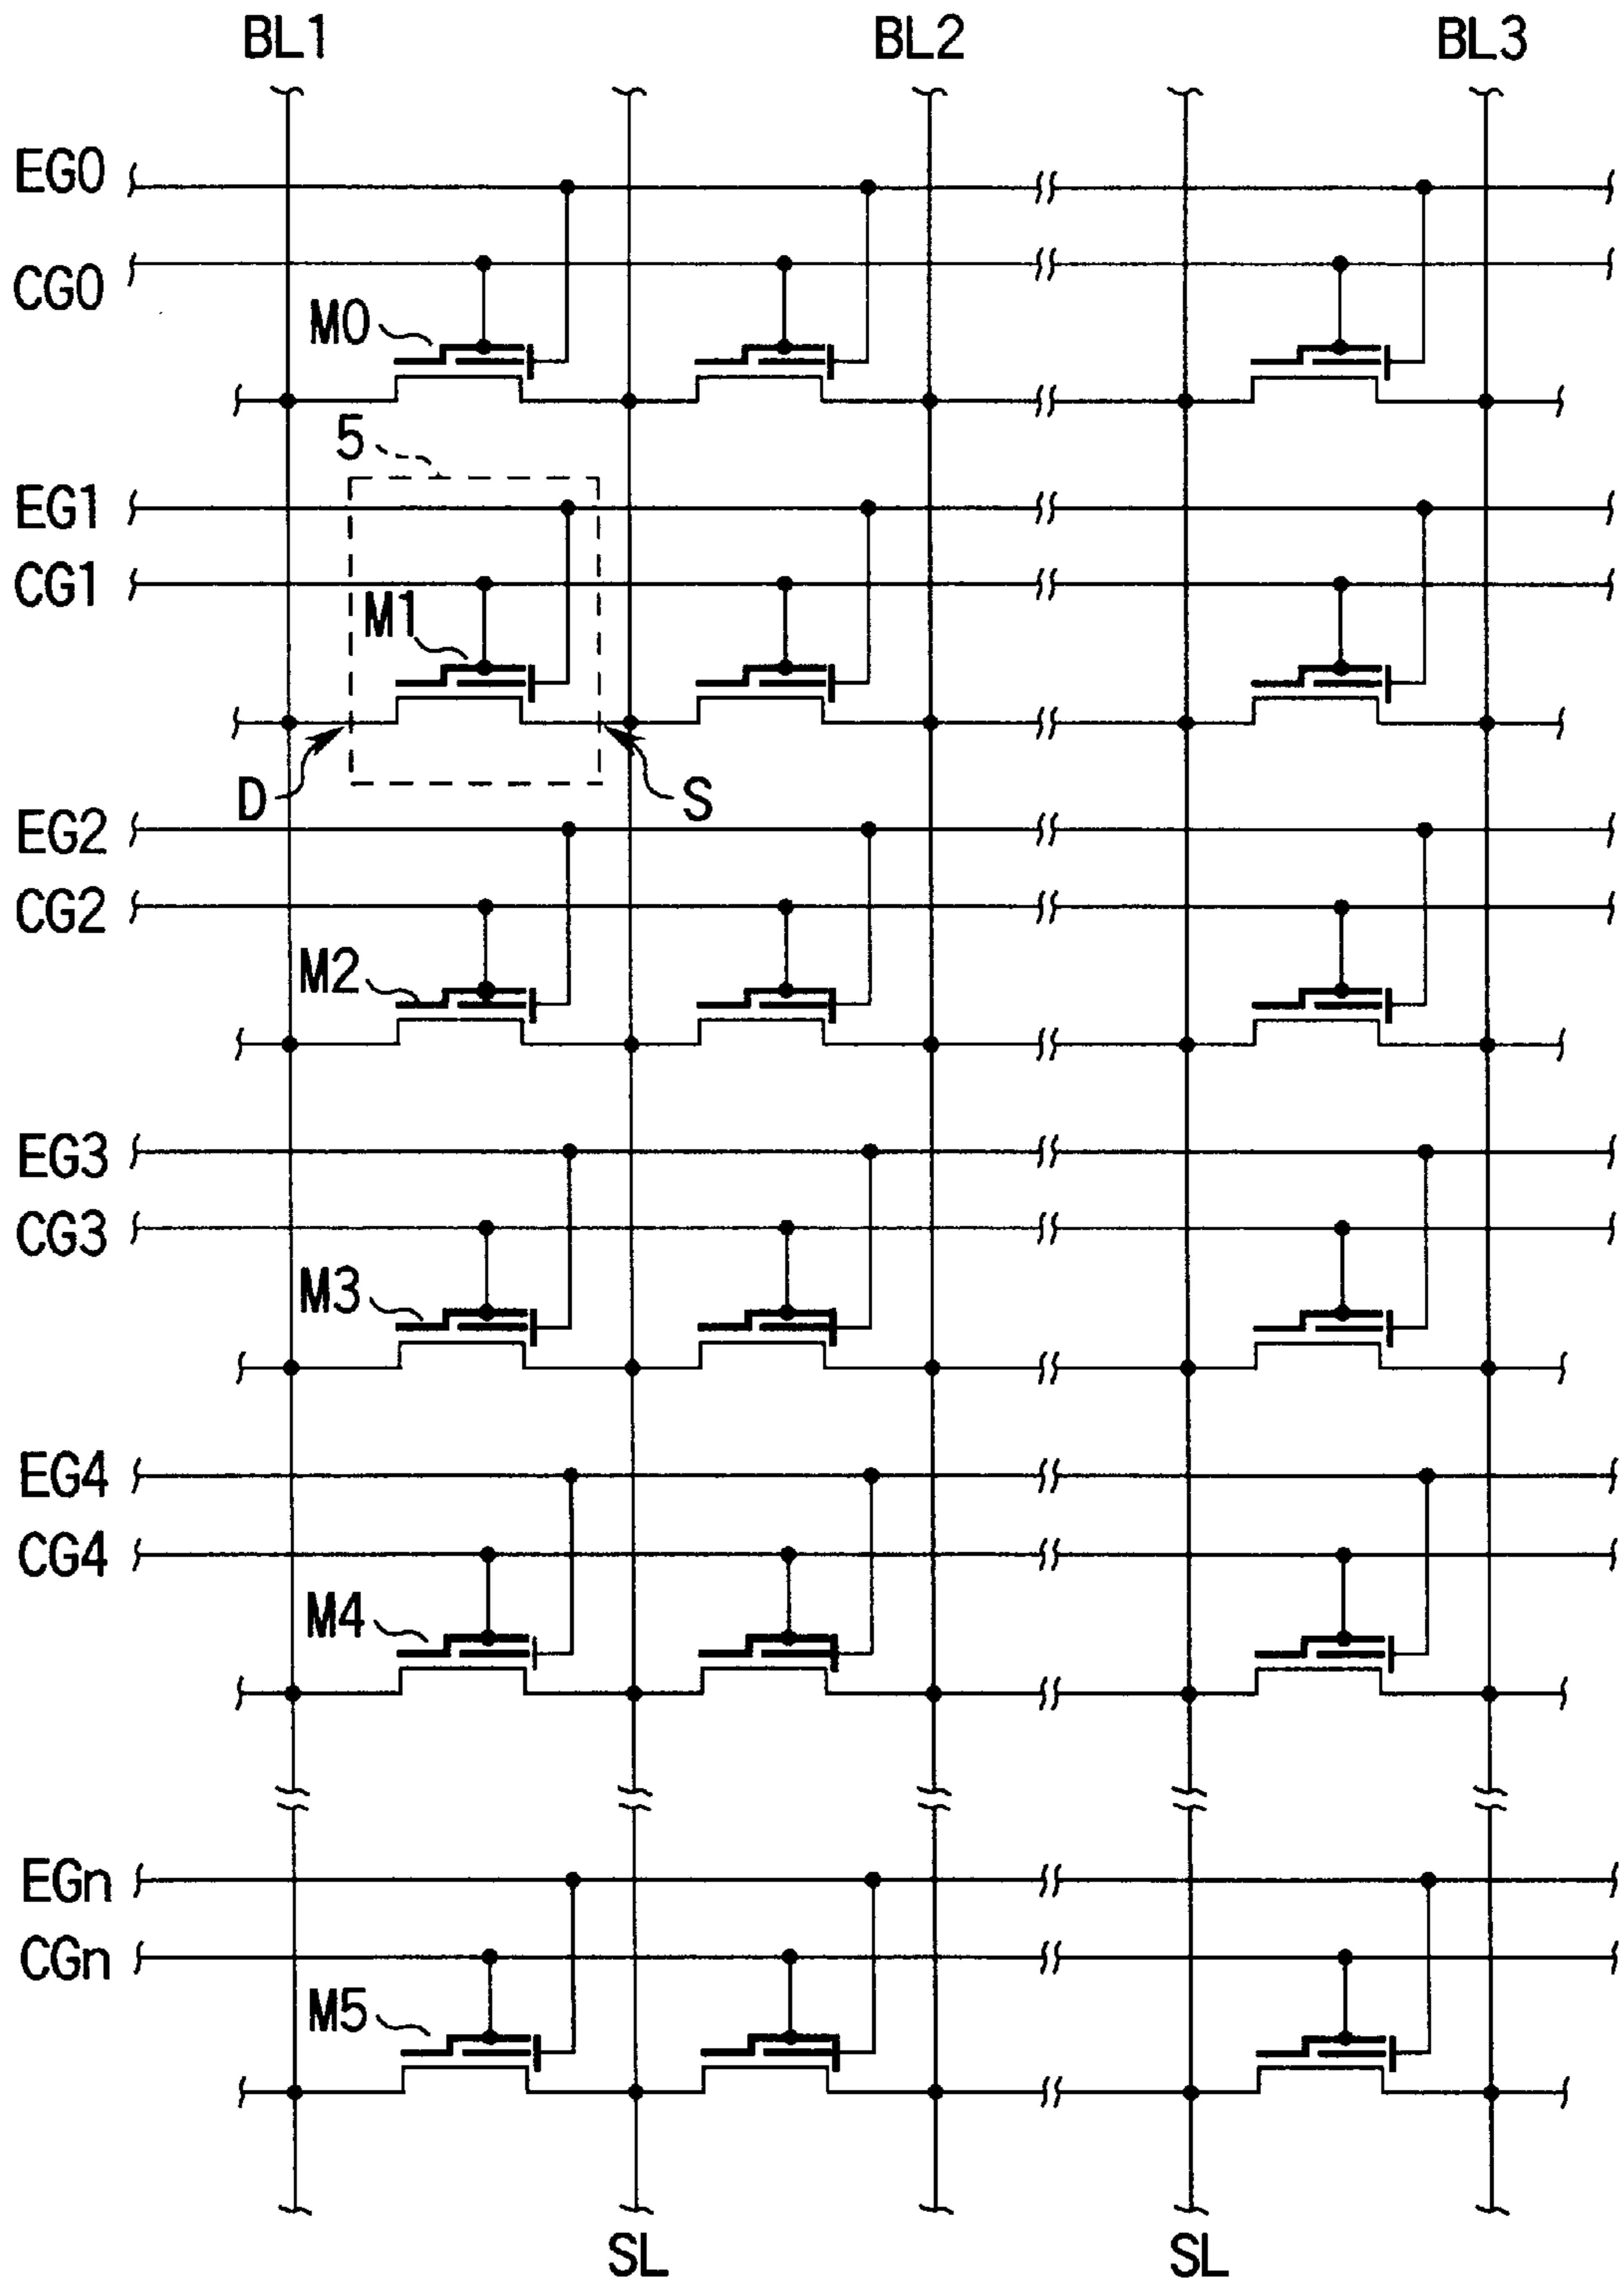 BL1 BL2 BL3
EG0
CG0
M0
5
EG1
CG1
M1
D S
EG2
CG2
M2
EG3
CG3
M3
EG4
CG4
M4
EGn
CGn
M5
SL SL